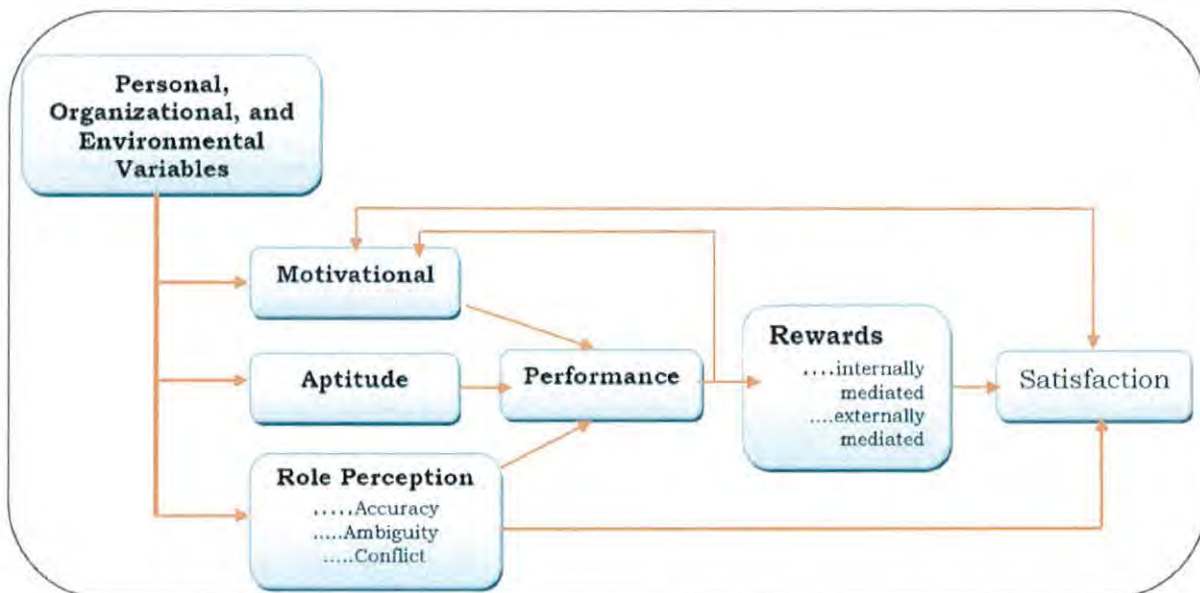 Personal,
Organizational, and
Environmental
Variables
Motivational
Aptitude
Performance
Role Perception
.....Accuracy
.....Ambiguity
.....Conflict
Rewards
....internally
mediated
....externally
mediated
Satisfaction